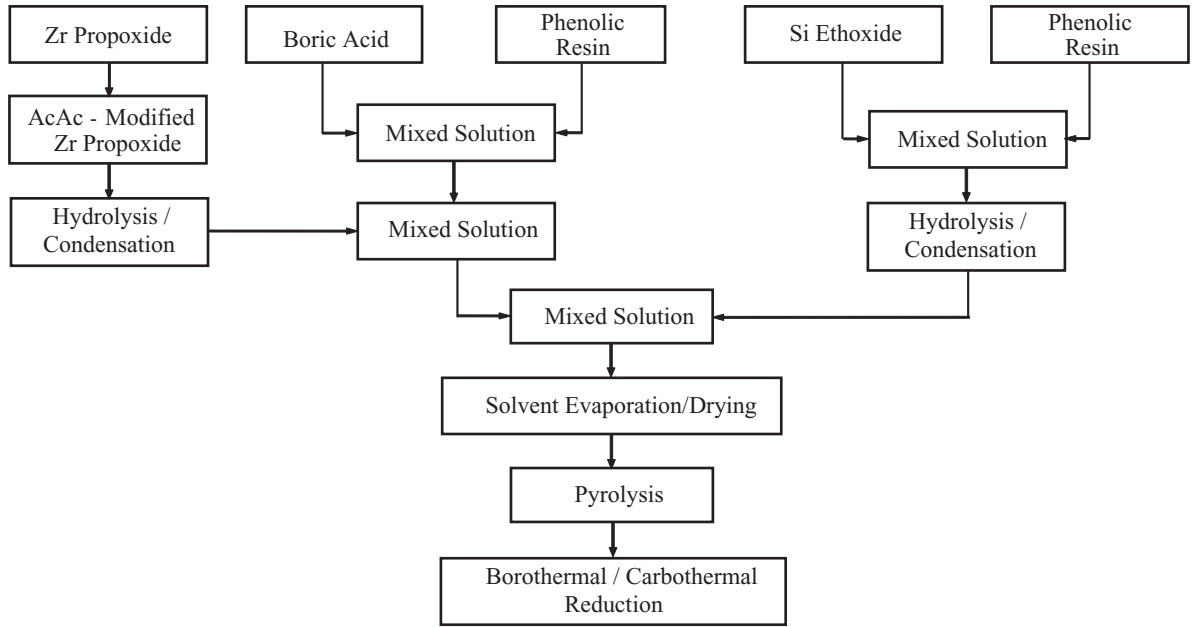 Zr Propoxide
Boric Acid
Phenolic
Resin
Si Ethoxide
Phenolic
Resin
AcAc - Modified
Zr Propoxide
Mixed Solution
Mixed Solution
Hydrolysis /
Condensation
Mixed Solution
Hydrolysis /
Condensation
Mixed Solution
Solvent Evaporation/Drying
Pyrolysis
Borothermal / Carbothermal
Reduction